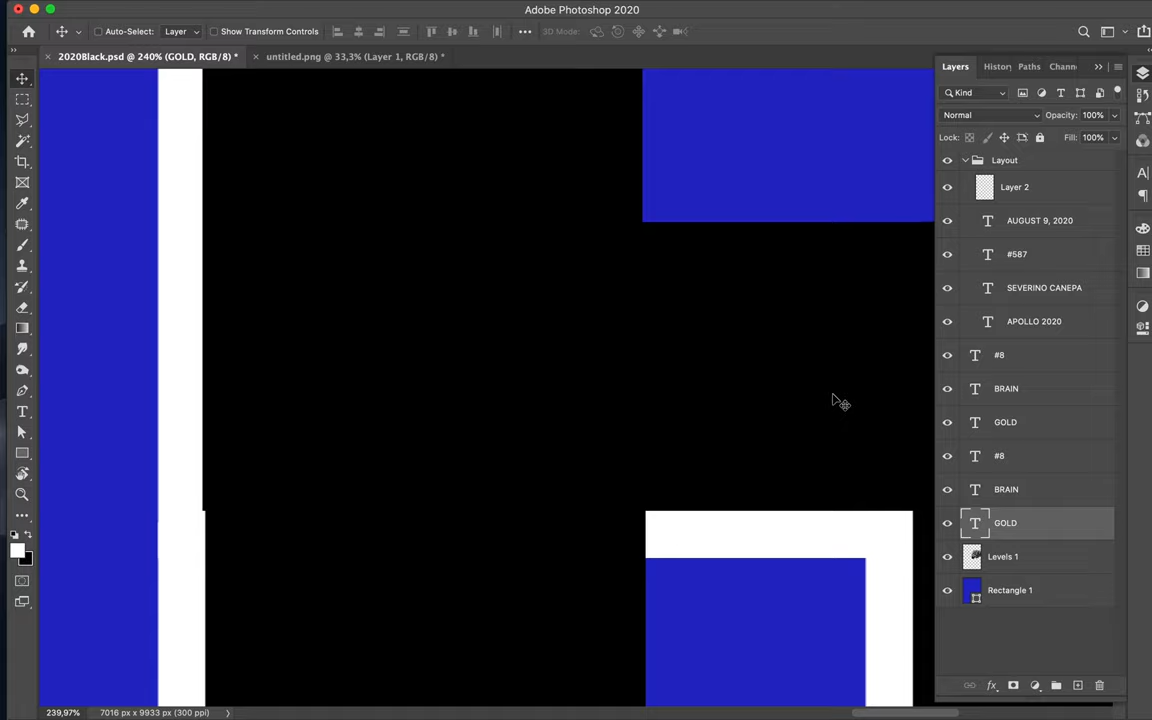 Adobe Photoshop 2020
Auto-Select: Layer Show Transform Controls 3D Mode:
2020Black.psd @ 240% (GOLD, RGB/8) * untitled.png @ 33,3% (Layer 1, RGB/8) *
Layers Histor Paths Chann
Kind
Normal Opacity: 100%
Lock: Fill: 100%
Layout
Layer 2
AUGUST 9, 2020
#587
SEVERINO CANEPA
APOLLO 2020
#8
BRAIN
GOLD
#8
BRAIN
GOLD
Levels 1
Rectangle 1
239,97% 7016 px x 9933 px (300 ppi)